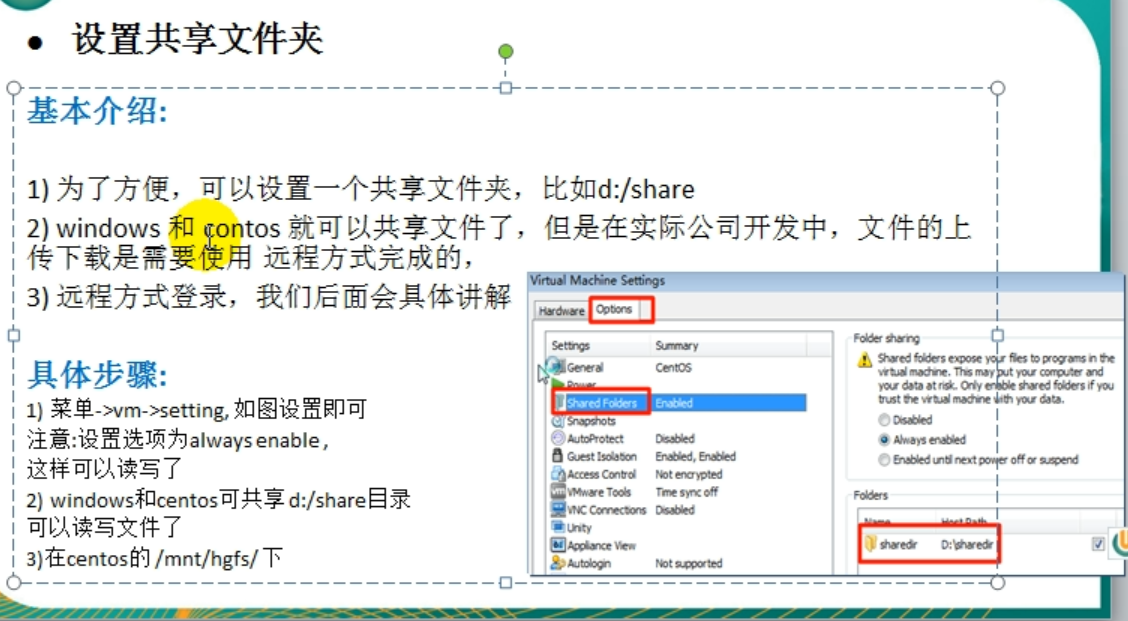 设置共享文件夹
基本介绍:
1) 为了方便，可以设置一个共享文件夹，比如d:/share
2) windows 和 contos 就可以共享文件了，但是在实际公司开发中，文件的上
传下载是需要使用 远程方式完成的，
3) 远程方式登录，我们后面会具体讲解
具体步骤:
1) 菜单->vm->setting, 如图设置即可
注意:设置选项为always enable，
这样可以读写了
2) windows和centos可共享 d:/share目录
可以读写文件了
3)在centos的 /mnt/hgfs/ 下
Virtual Machine Settings
Hardware Options
Settings Summary
General CentOS
Power
Shared Folders Enabled
Snapshots
AutoProtect Disabled
Guest Isolation Enabled, Enabled
Access Control Not encrypted
VMware Tools Time sync off
VNC Connections Disabled
Unity
Appliance View
Autologin Not supported
Folder sharing
Shared folders expose your files to programs in the
virtual machine. This may put your computer and
your data at risk. Only enable shared folders if you
trust the virtual machine with your data.
Disabled
Always enabled
Enabled until next power off or suspend
Folders
Name Host Path
sharedir D:\sharedir